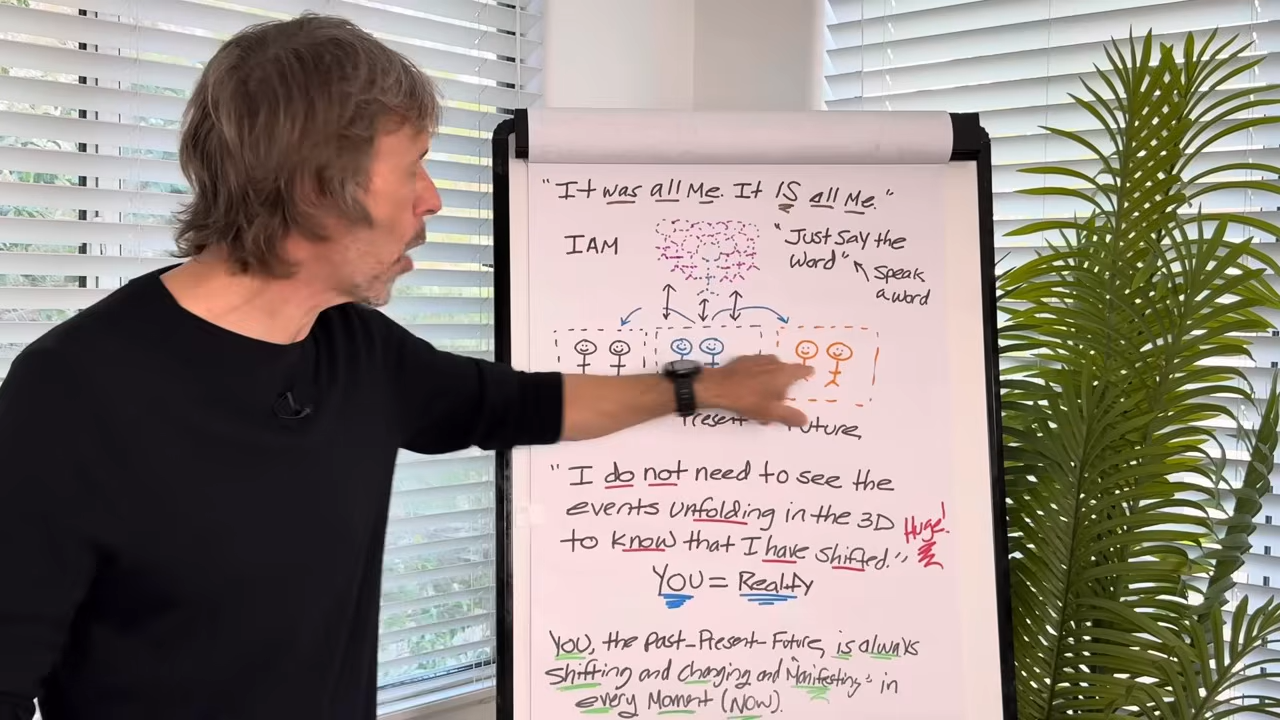 "It was all Me. It IS all Me."
IAM
"Just Say the
Word"
Speak
a word
Present
Future
"I do not need to see the
events unfolding in the 3D
to know that I have shifted."
Huge!
YOU = Reality
YOU, the Past-Present-Future, is always
Shifting and Changing and "Manifesting" in
every Moment (NOW).